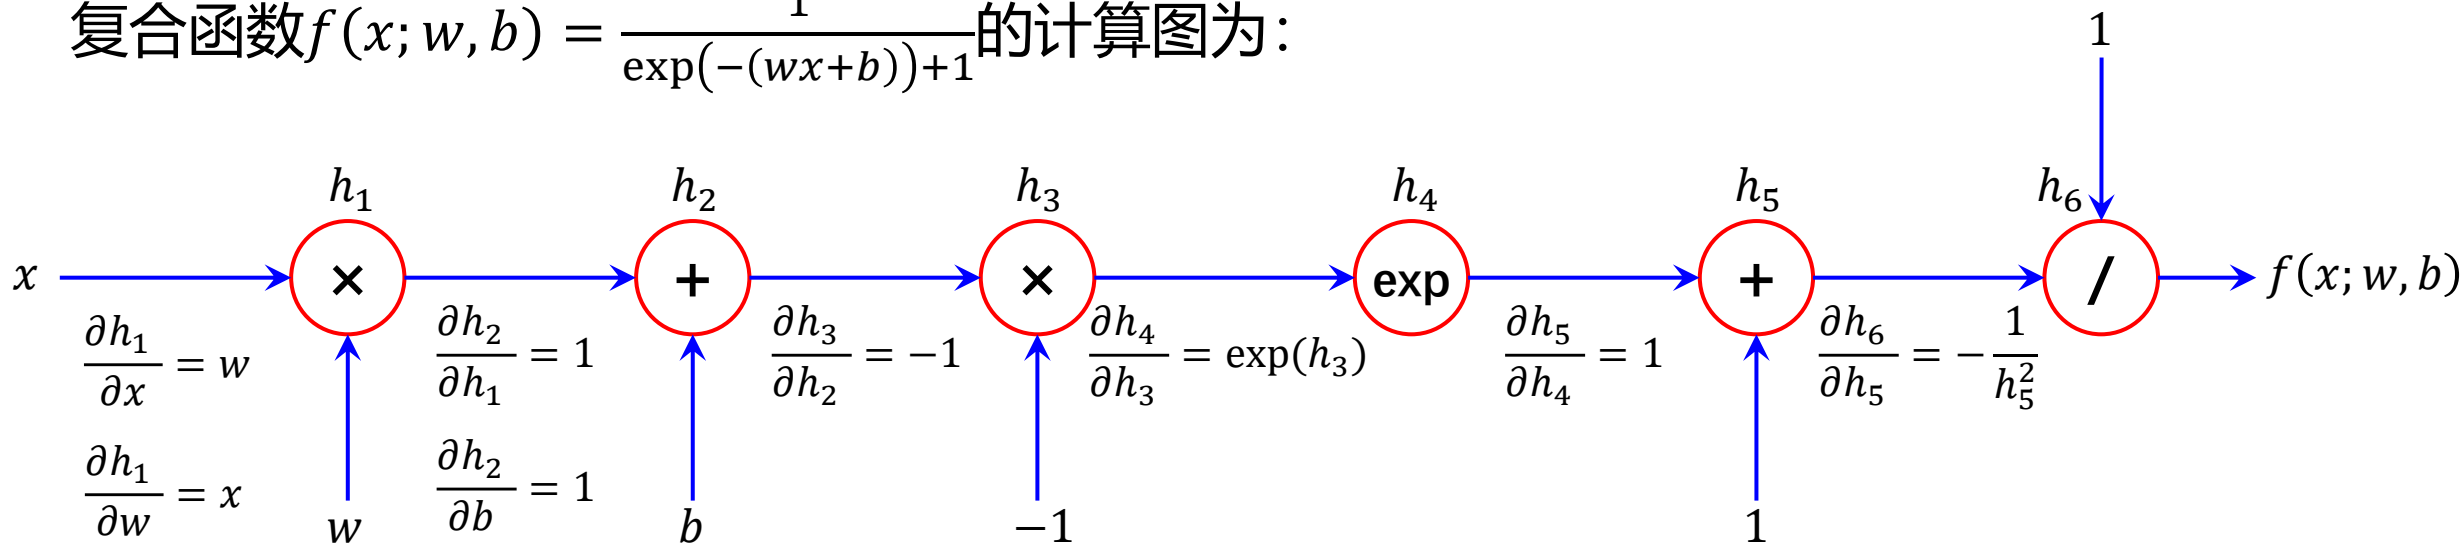 复合函数f(x; w, b) = 1/(exp(−(wx+b))+1)的计算图为：
1
h₁ h₂ h₃ h₄ h₅ h₆
x × + × exp + / f(x; w, b)
∂h₁/∂x = w ∂h₂/∂h₁ = 1 ∂h₃/∂h₂ = −1 ∂h₄/∂h₃ = exp(h₃) ∂h₅/∂h₄ = 1 ∂h₆/∂h₅ = −1/h₅²
∂h₁/∂w = x ∂h₂/∂b = 1
w b −1 1